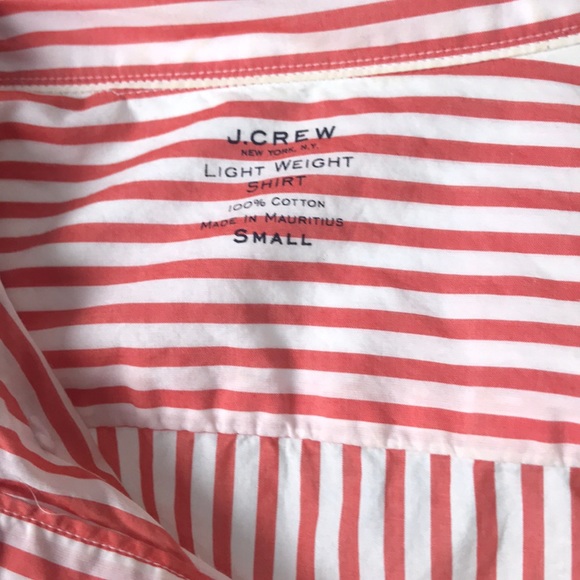 J.CREW
NEW YORK, N.Y.
LIGHT WEIGHT
SHIRT
100% COTTON
MADE IN MAURITIUS
SMALL